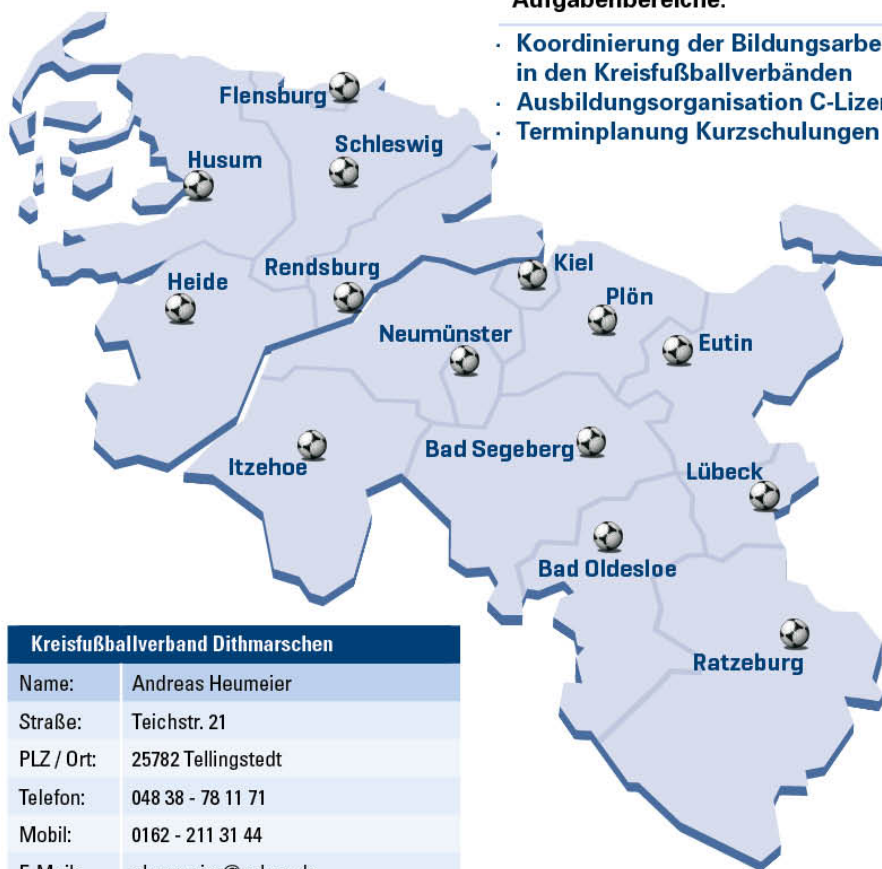 Aufgabenbereiche:
· Koordinierung der Bildungsarbe
in den Kreisfußballverbänden
· Ausbildungsorganisation C-Lizen
· Terminplanung Kurzschulungen
Flensburg
Schleswig
Husum
Rendsburg
Kiel
Heide
Plön
Neumünster
Eutin
Bad Segeberg
Itzehoe
Lübeck
Bad Oldesloe
Ratzeburg
Kreisfußballverband Dithmarschen
Name: Andreas Heumeier
Straße: Teichstr. 21
PLZ / Ort: 25782 Tellingstedt
Telefon: 048 38 - 78 11 71
Mobil: 0162 - 211 31 44
E-Mail: